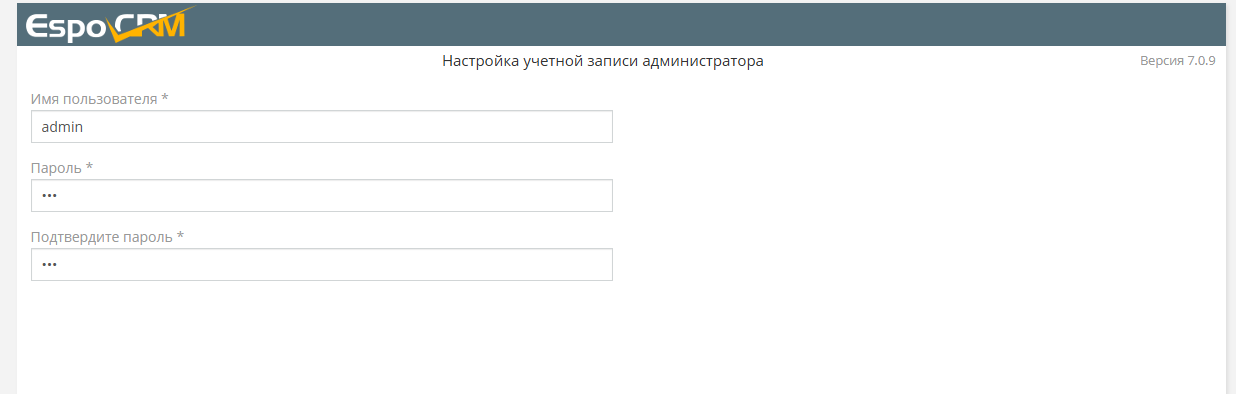 EspoCRM
Настройка учетной записи администратора
Версия 7.0.9
Имя пользователя *
admin
Пароль *
•••
Подтвердите пароль *
•••